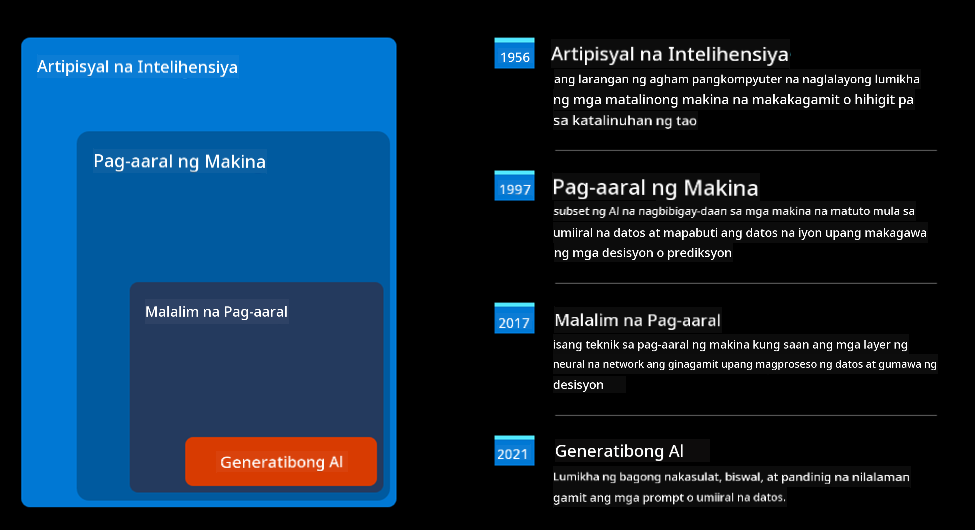 Artipisyal na Intelihensiya
Pag-aaral ng Makina
Malalim na Pag-aaral
Generatibong AI
1956
Artipisyal na Intelihensiya
ang larangan ng agham pangkompyuter na naglalayong lumikha
ng mga matalinong makina na makakagamit o hihigit pa
sa katalinuhan ng tao
1997
Pag-aaral ng Makina
subset ng AI na nagbibigay-daan sa mga makina na matuto mula sa
umiiral na datos at mapabuti ang datos na iyon upang makagawa
ng mga desisyon o prediksyon
2017
Malalim na Pag-aaral
isang teknik sa pag-aaral ng makina kung saan ang mga layer ng
neural na network ang ginagamit upang magproseso ng datos at gumawa ng
desisyon
2021
Generatibong AI
Lumikha ng bagong nakasulat, biswal, at pandinig na nilalaman
gamit ang mga prompt o umiiral na datos.